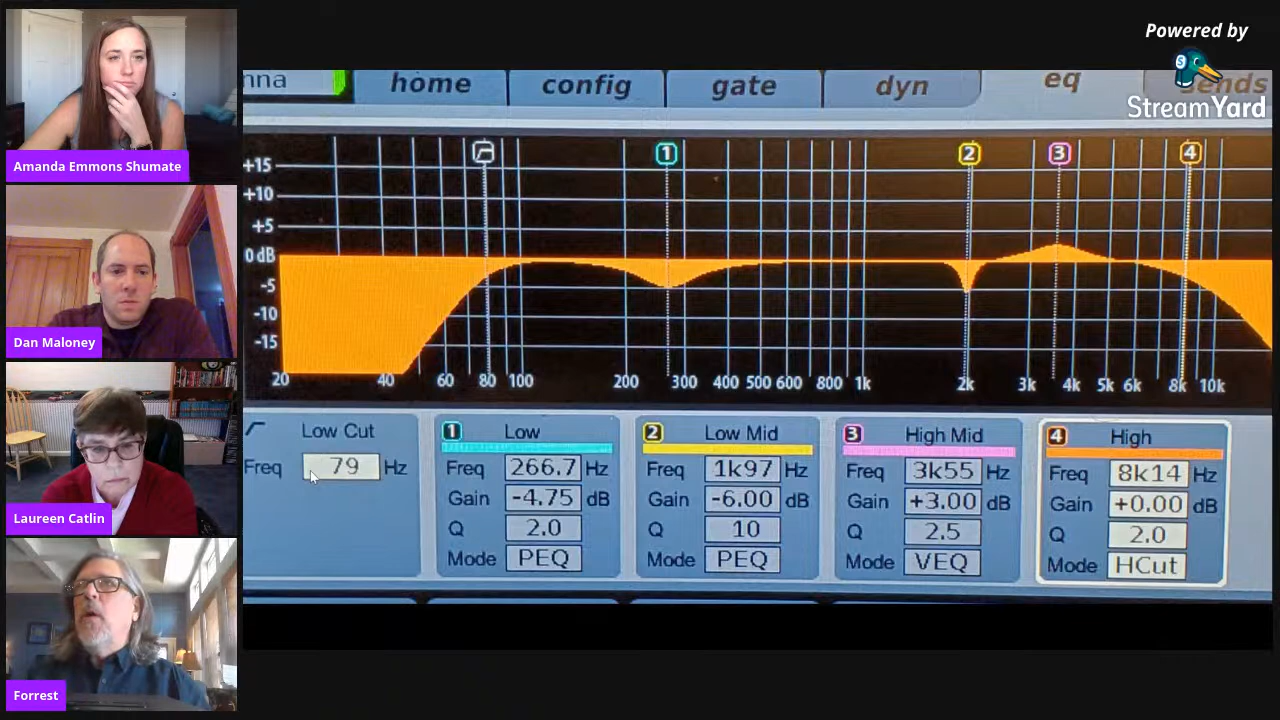 Powered by
StreamYard
Amanda Emmons Shumate
Dan Maloney
Laureen Catlin
Forrest
nna home config gate dyn eq sends
1 2 3 4
+15
+10
+5
0 dB
-5
-10
-15
20 40 60 80 100 200 300 400 500 600 800 1k 2k 3k 4k 5k 6k 8k 10k
Low Cut
Freq 79 Hz
1 Low
Freq 266.7 Hz
Gain -4.75 dB
Q 2.0
Mode PEQ
2 Low Mid
Freq 1k97 Hz
Gain -6.00 dB
Q 10
Mode PEQ
3 High Mid
Freq 3k55 Hz
Gain +3.00 dB
Q 2.5
Mode VEQ
4 High
Freq 8k14 Hz
Gain +0.00 dB
Q 2.0
Mode HCut